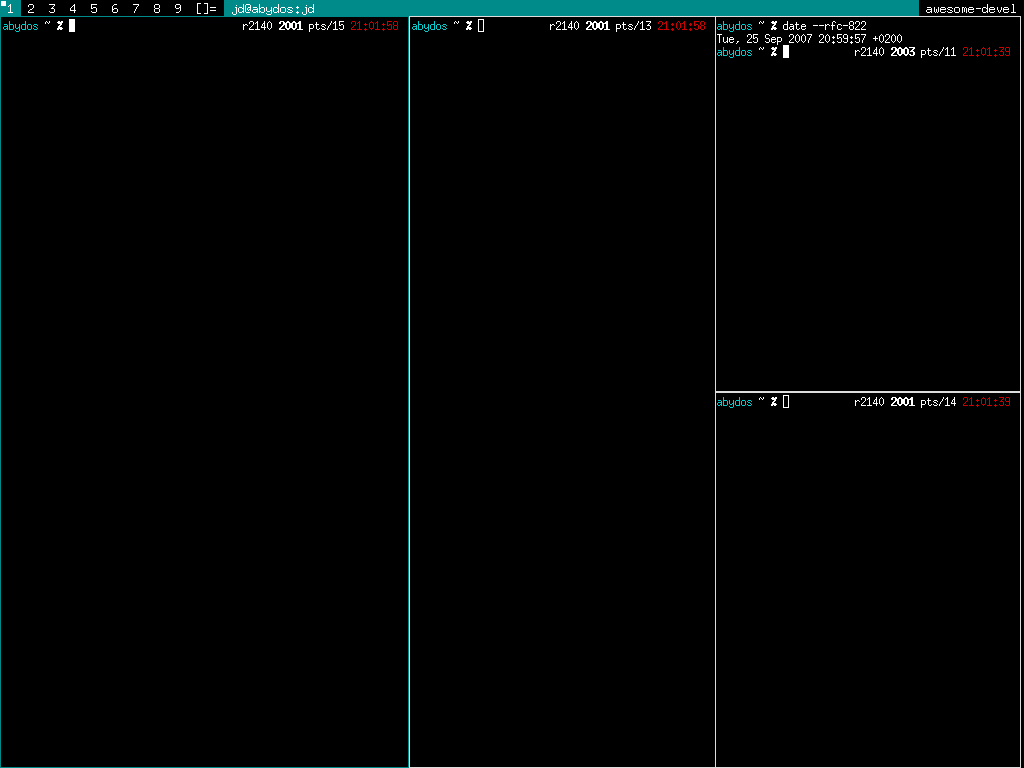 1 2 3 4 5 6 7 8 9 []= jd@abydos:jd awesome-devel
abydos ~ % r2140 2001 pts/15 21:01:58
abydos ~ % r2140 2001 pts/13 21:01:58
abydos ~ % date --rfc-822
Tue, 25 Sep 2007 20:59:57 +0200
abydos ~ % r2140 2003 pts/11 21:01:39
abydos ~ % r2140 2001 pts/14 21:01:39